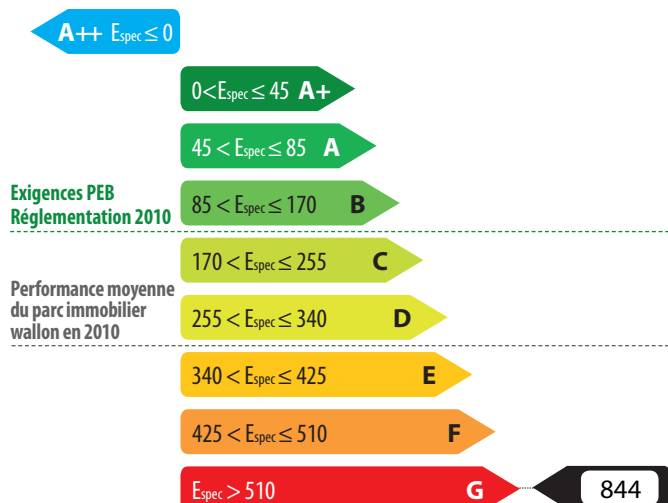 A++ Espec ≤ 0
0<Espec ≤ 45 A+
45 < Espec ≤ 85 A
Exigences PEB
Réglementation 2010
85 < Espec ≤ 170 B
170 < Espec ≤ 255 C
Performance moyenne
du parc immobilier
wallon en 2010
255 < Espec ≤ 340 D
340 < Espec ≤ 425 E
425 < Espec ≤ 510 F
Espec > 510 G 844